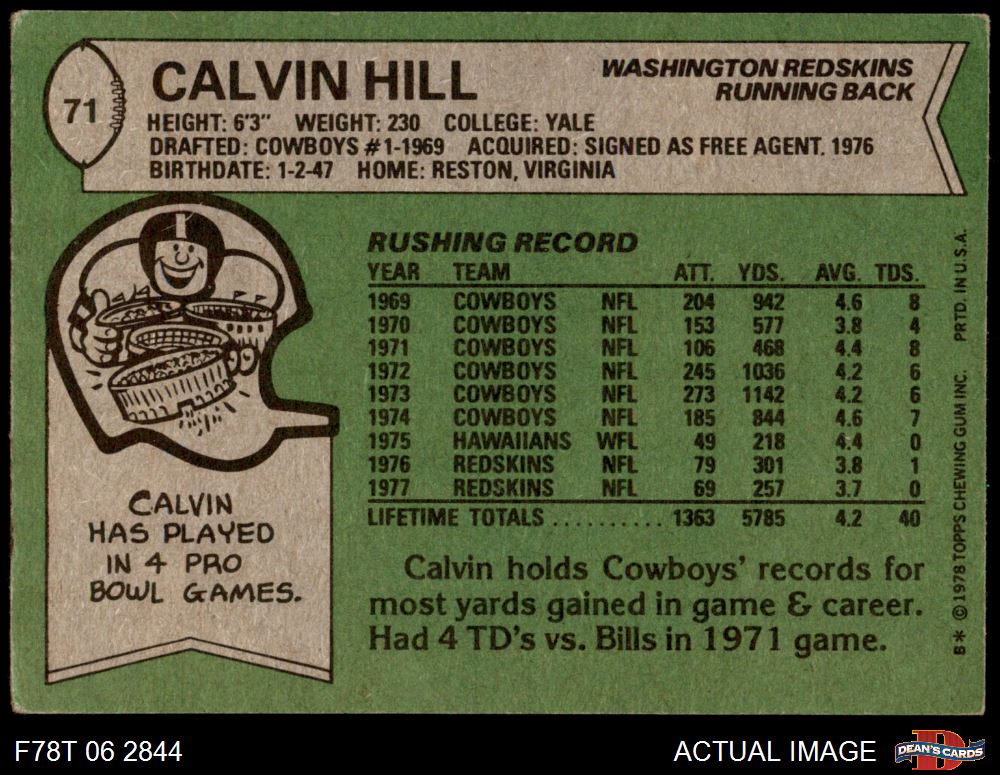 71
CALVIN HILL
WASHINGTON REDSKINS
RUNNING BACK
HEIGHT: 6'3" WEIGHT: 230 COLLEGE: YALE
DRAFTED: COWBOYS #1-1969 ACQUIRED: SIGNED AS FREE AGENT, 1976
BIRTHDATE: 1-2-47 HOME: RESTON, VIRGINIA
RUSHING RECORD
YEAR TEAM ATT. YDS. AVG. TDS.
1969 COWBOYS NFL 204 942 4.6 8
1970 COWBOYS NFL 153 577 3.8 4
1971 COWBOYS NFL 106 468 4.4 8
1972 COWBOYS NFL 245 1036 4.2 6
1973 COWBOYS NFL 273 1142 4.2 6
1974 COWBOYS NFL 185 844 4.6 7
1975 HAWAIIANS WFL 49 218 4.4 0
1976 REDSKINS NFL 79 301 3.8 1
1977 REDSKINS NFL 69 257 3.7 0
LIFETIME TOTALS .......... 1363 5785 4.2 40
CALVIN
HAS PLAYED
IN 4 PRO
BOWL GAMES.
Calvin holds Cowboys' records for
most yards gained in game & career.
Had 4 TD's vs. Bills in 1971 game.
B* © 1978 TOPPS CHEWING GUM INC. PRTD. IN U.S.A.
F78T 06 2844
ACTUAL IMAGE
DEAN'S CARDS